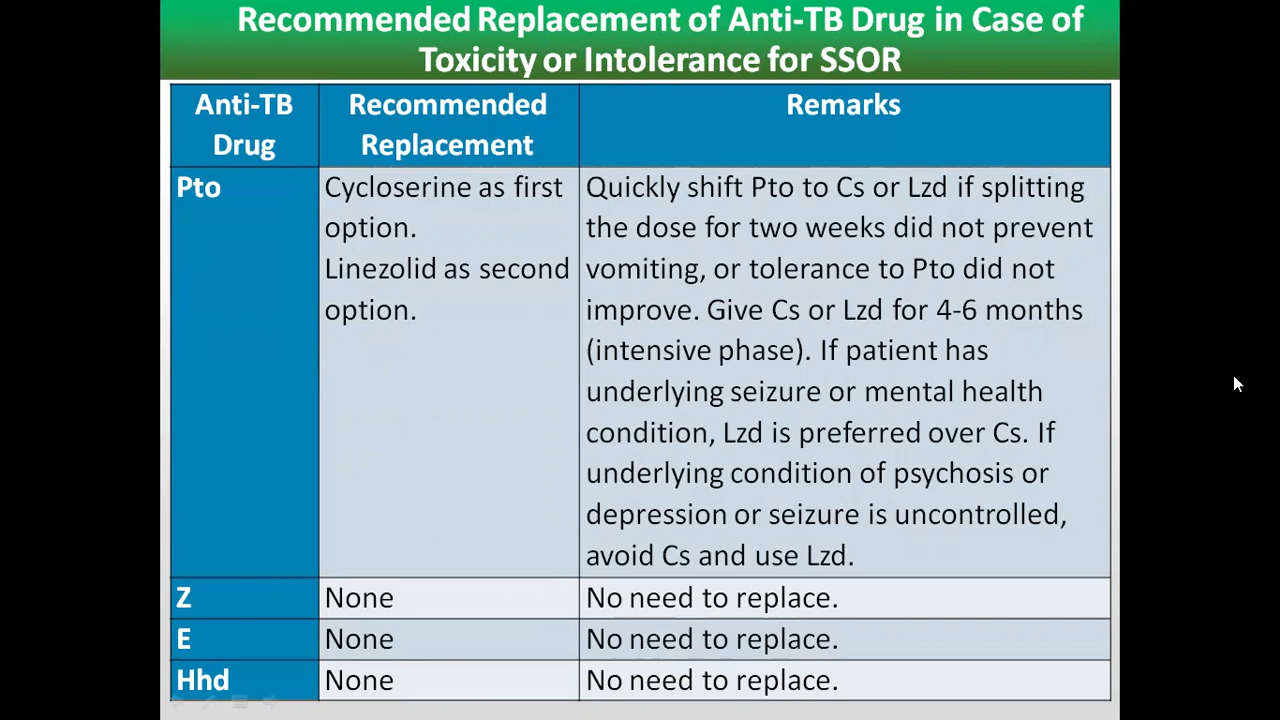 Recommended Replacement of Anti-TB Drug in Case of
Toxicity or Intolerance for SSOR
Anti-TB
Drug
Recommended
Replacement
Remarks
Pto
Cycloserine as first
option.
Linezolid as second
option.
Quickly shift Pto to Cs or Lzd if splitting
the dose for two weeks did not prevent
vomiting, or tolerance to Pto did not
improve. Give Cs or Lzd for 4-6 months
(intensive phase). If patient has
underlying seizure or mental health
condition, Lzd is preferred over Cs. If
underlying condition of psychosis or
depression or seizure is uncontrolled,
avoid Cs and use Lzd.
Z
None
No need to replace.
E
None
No need to replace.
Hhd
None
No need to replace.